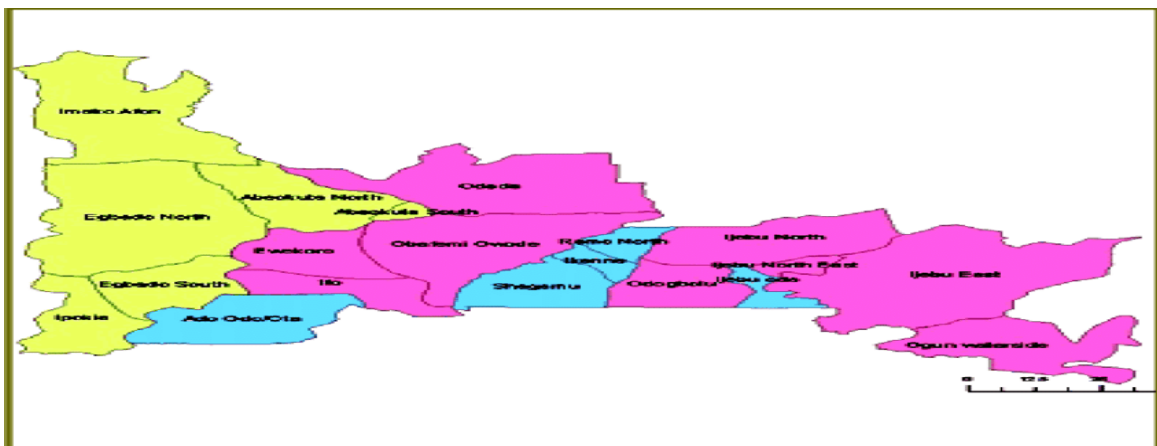 Imeko Afon
Odeda
Abeokuta North
Abeokuta South
Egbado North
Ewekoro
Obafemi Owode
Remo North
Ijebu North
Ikenne
Ijebu North East
Ijebu East
Egbado South
Ifo
Shagamu
Odogbolu
Ijebu ode
Ipokia
Ado Odo/Ota
Ogun waterside
0 12.5 25